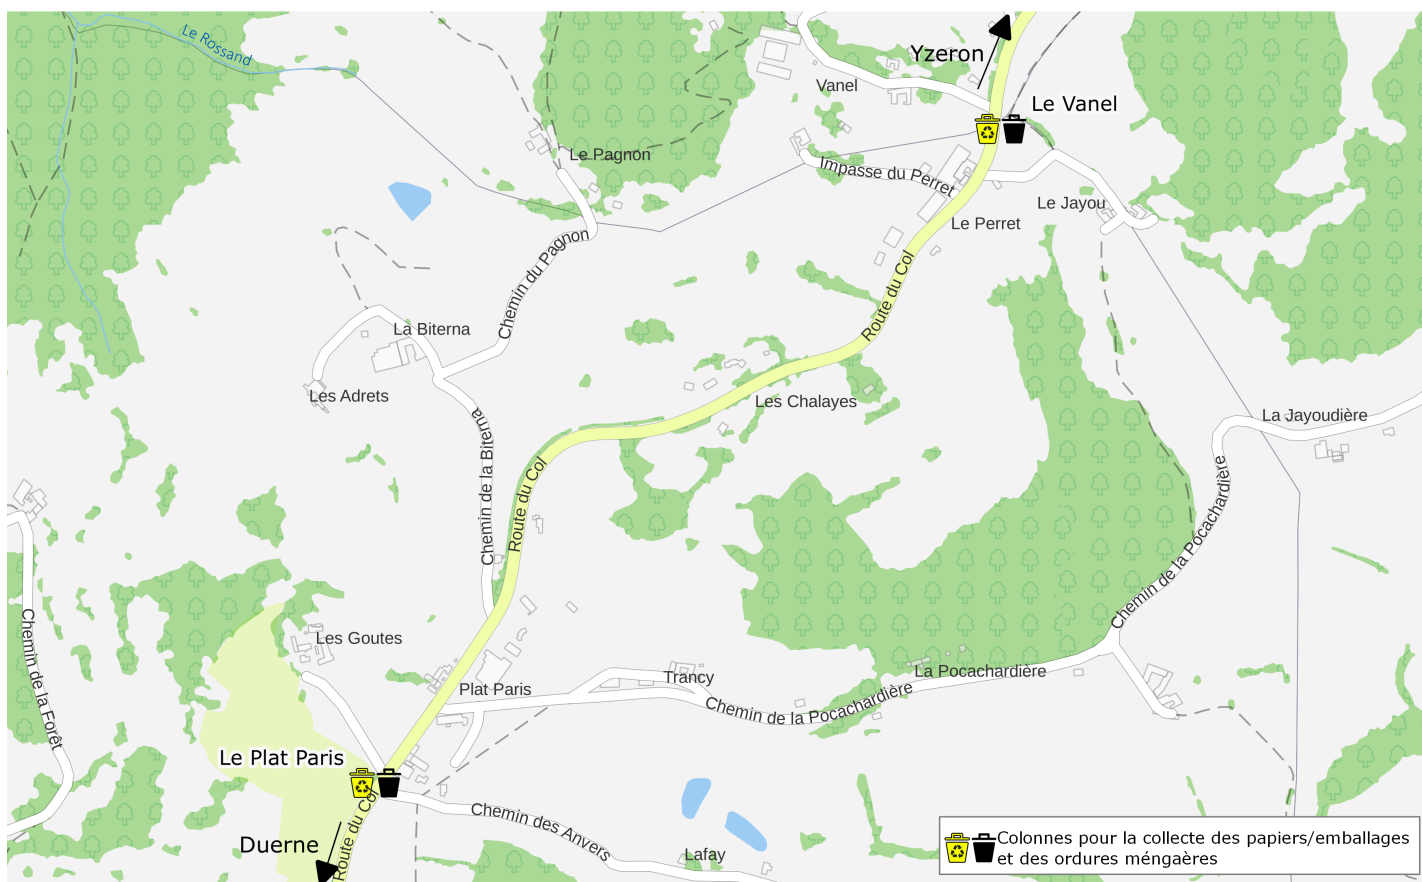 Le Rossand
Yzeron
Vanel
Le Vanel
Le Pagnon
Impasse du Perret
Le Jayou
Le Perret
Chemin du Pagnon
Route du Col
La Biterna
Les Adrets
Les Chalayes
La Jayoudière
Chemin de la Biterna
Route du Col
Chemin de la Pocachardière
Chemin de la Forêt
Les Goutes
Plat Paris
Trancy
La Pocachardière
Chemin de la Pocachardière
Le Plat Paris
Route du Col
Chemin des Anvers
Duerne
Lafay
Colonnes pour la collecte des papiers/emballages
et des ordures méngaères